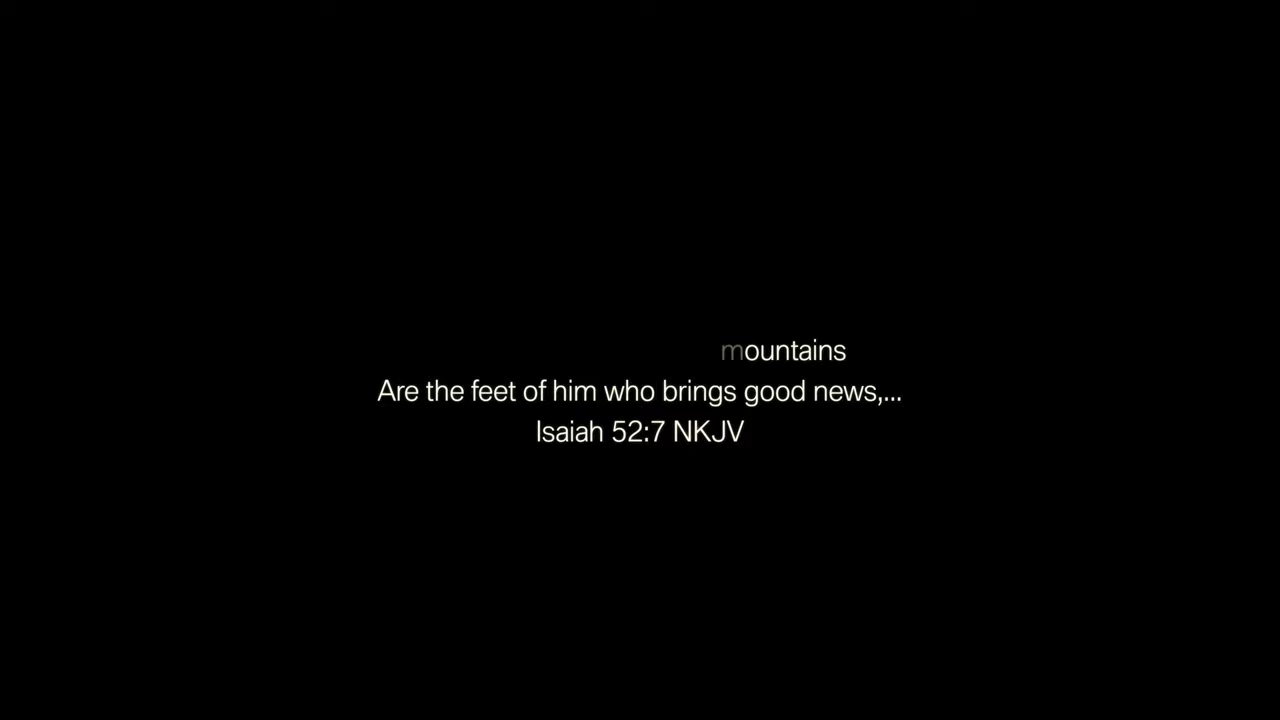 mountains
Are the feet of him who brings good news,...
Isaiah 52:7 NKJV